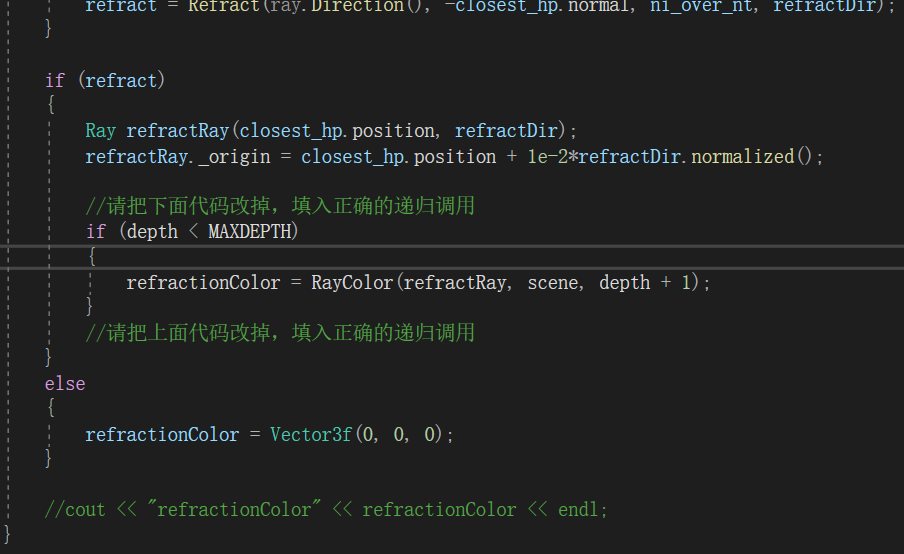 refract = Refract(ray.Direction(), -closest_hp.normal, ni_over_nt, refractDir);
}
if (refract)
{
Ray refractRay(closest_hp.position, refractDir);
refractRay._origin = closest_hp.position + 1e-2*refractDir.normalized();
//请把下面代码改掉，填入正确的递归调用
if (depth < MAXDEPTH)
{
refractionColor = RayColor(refractRay, scene, depth + 1);
}
//请把上面代码改掉，填入正确的递归调用
}
else
{
refractionColor = Vector3f(0, 0, 0);
}
//cout << "refractionColor" << refractionColor << endl;
}